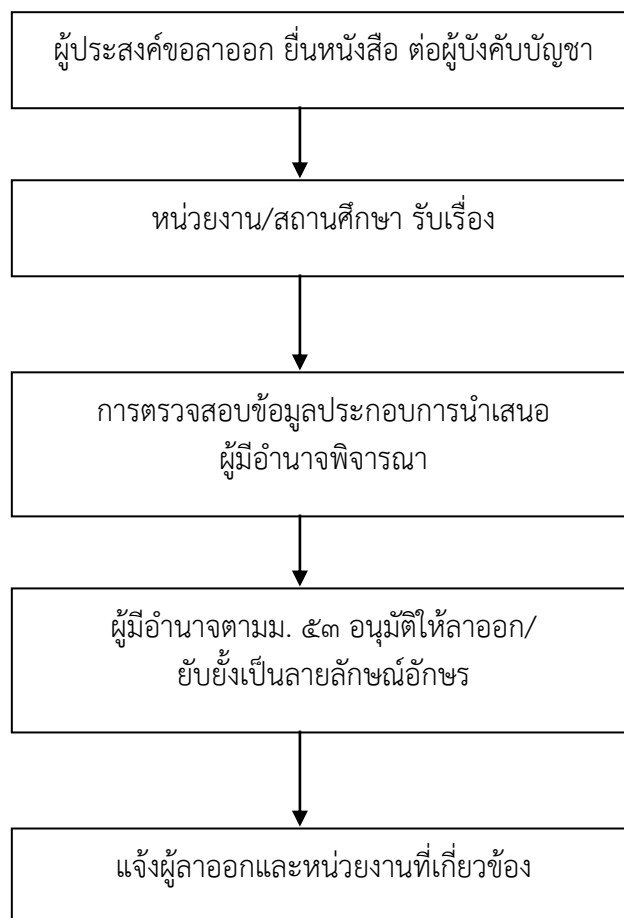 ผู้ประสงค์ขอลาออก ยื่นหนังสือ ต่อผู้บังคับบัญชา
หน่วยงาน/สถานศึกษา รับเรื่อง
การตรวจสอบข้อมูลประกอบการนำเสนอ
ผู้มีอำนาจพิจารณา
ผู้มีอำนาจตามม. ๕๓ อนุมัติให้ลาออก/
ยับยั้งเป็นลายลักษณ์อักษร
แจ้งผู้ลาออกและหน่วยงานที่เกี่ยวข้อง